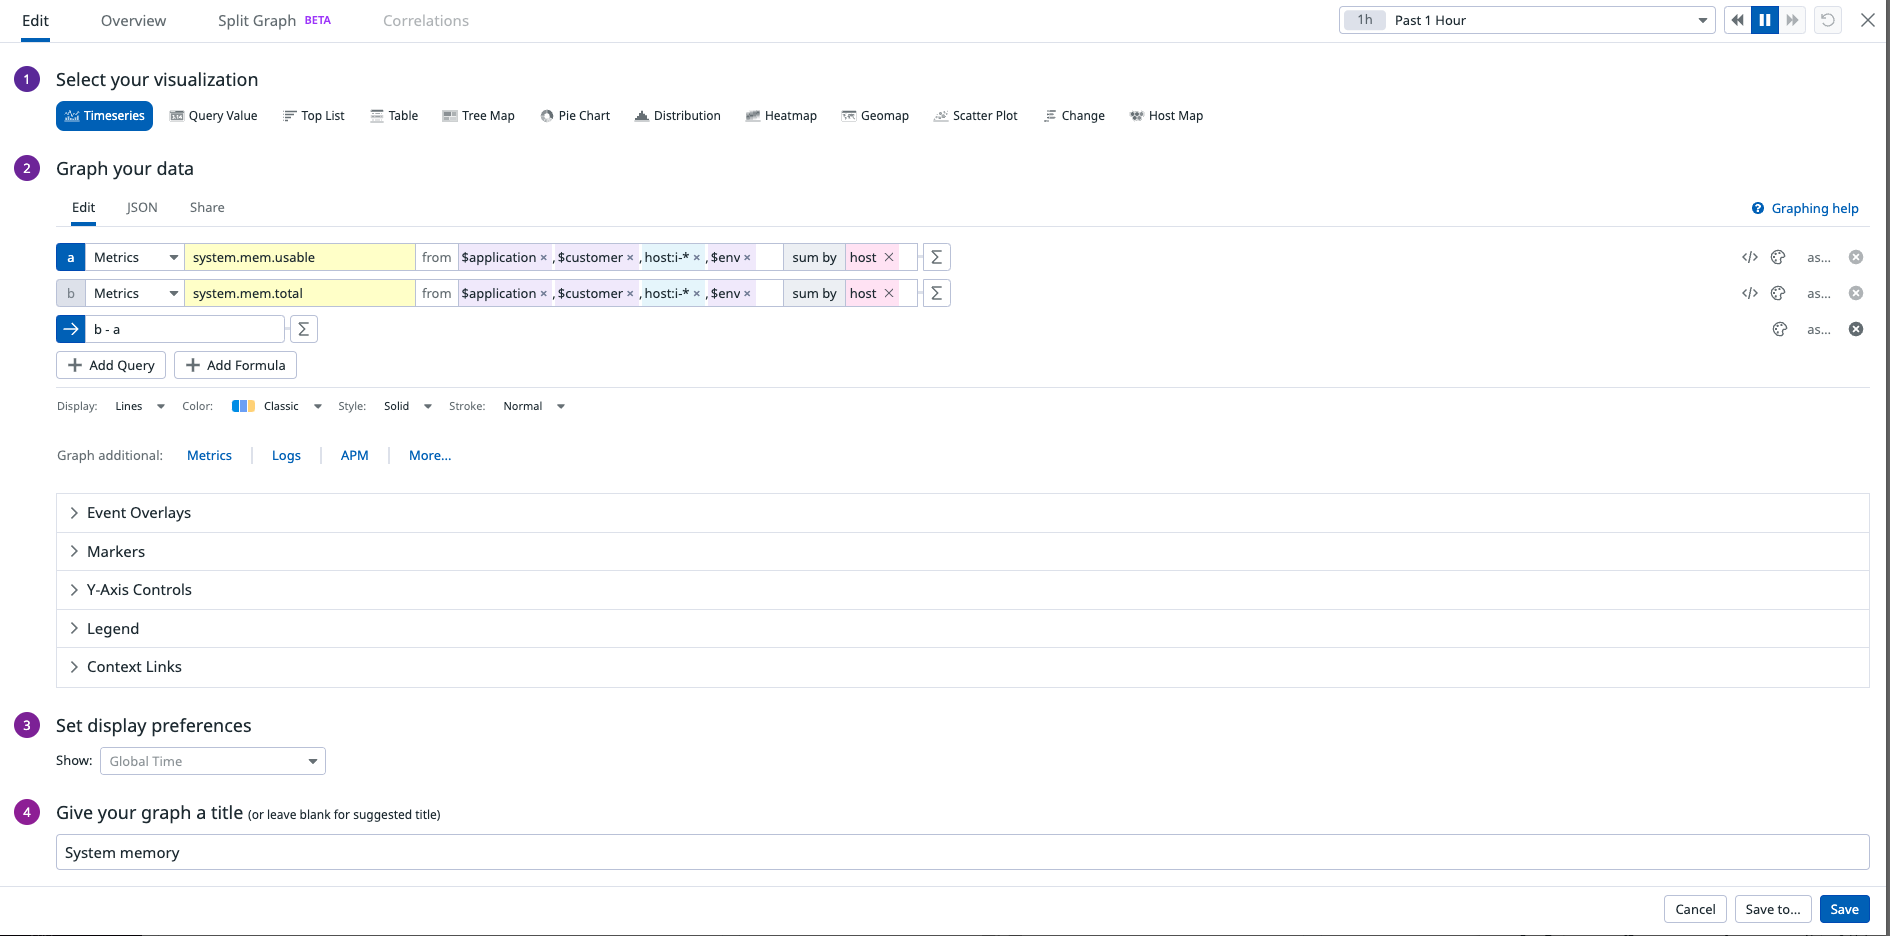 Edit Overview Split Graph BETA Correlations 1h Past 1 Hour
1 Select your visualization
Timeseries Query Value Top List Table Tree Map Pie Chart Distribution Heatmap Geomap Scatter Plot Change Host Map
2 Graph your data
Edit JSON Share Graphing help
a Metrics system.mem.usable from $application × , $customer × , host:i-* × , $env × sum by host × Σ </> as...
b Metrics system.mem.total from $application × , $customer × , host:i-* × , $env × sum by host × Σ </> as...
→ b - a Σ as...
+ Add Query + Add Formula
Display: Lines Color: Classic Style: Solid Stroke: Normal
Graph additional: Metrics Logs APM More...
Event Overlays
Markers
Y-Axis Controls
Legend
Context Links
3 Set display preferences
Show: Global Time
4 Give your graph a title (or leave blank for suggested title)
System memory
Cancel Save to... Save